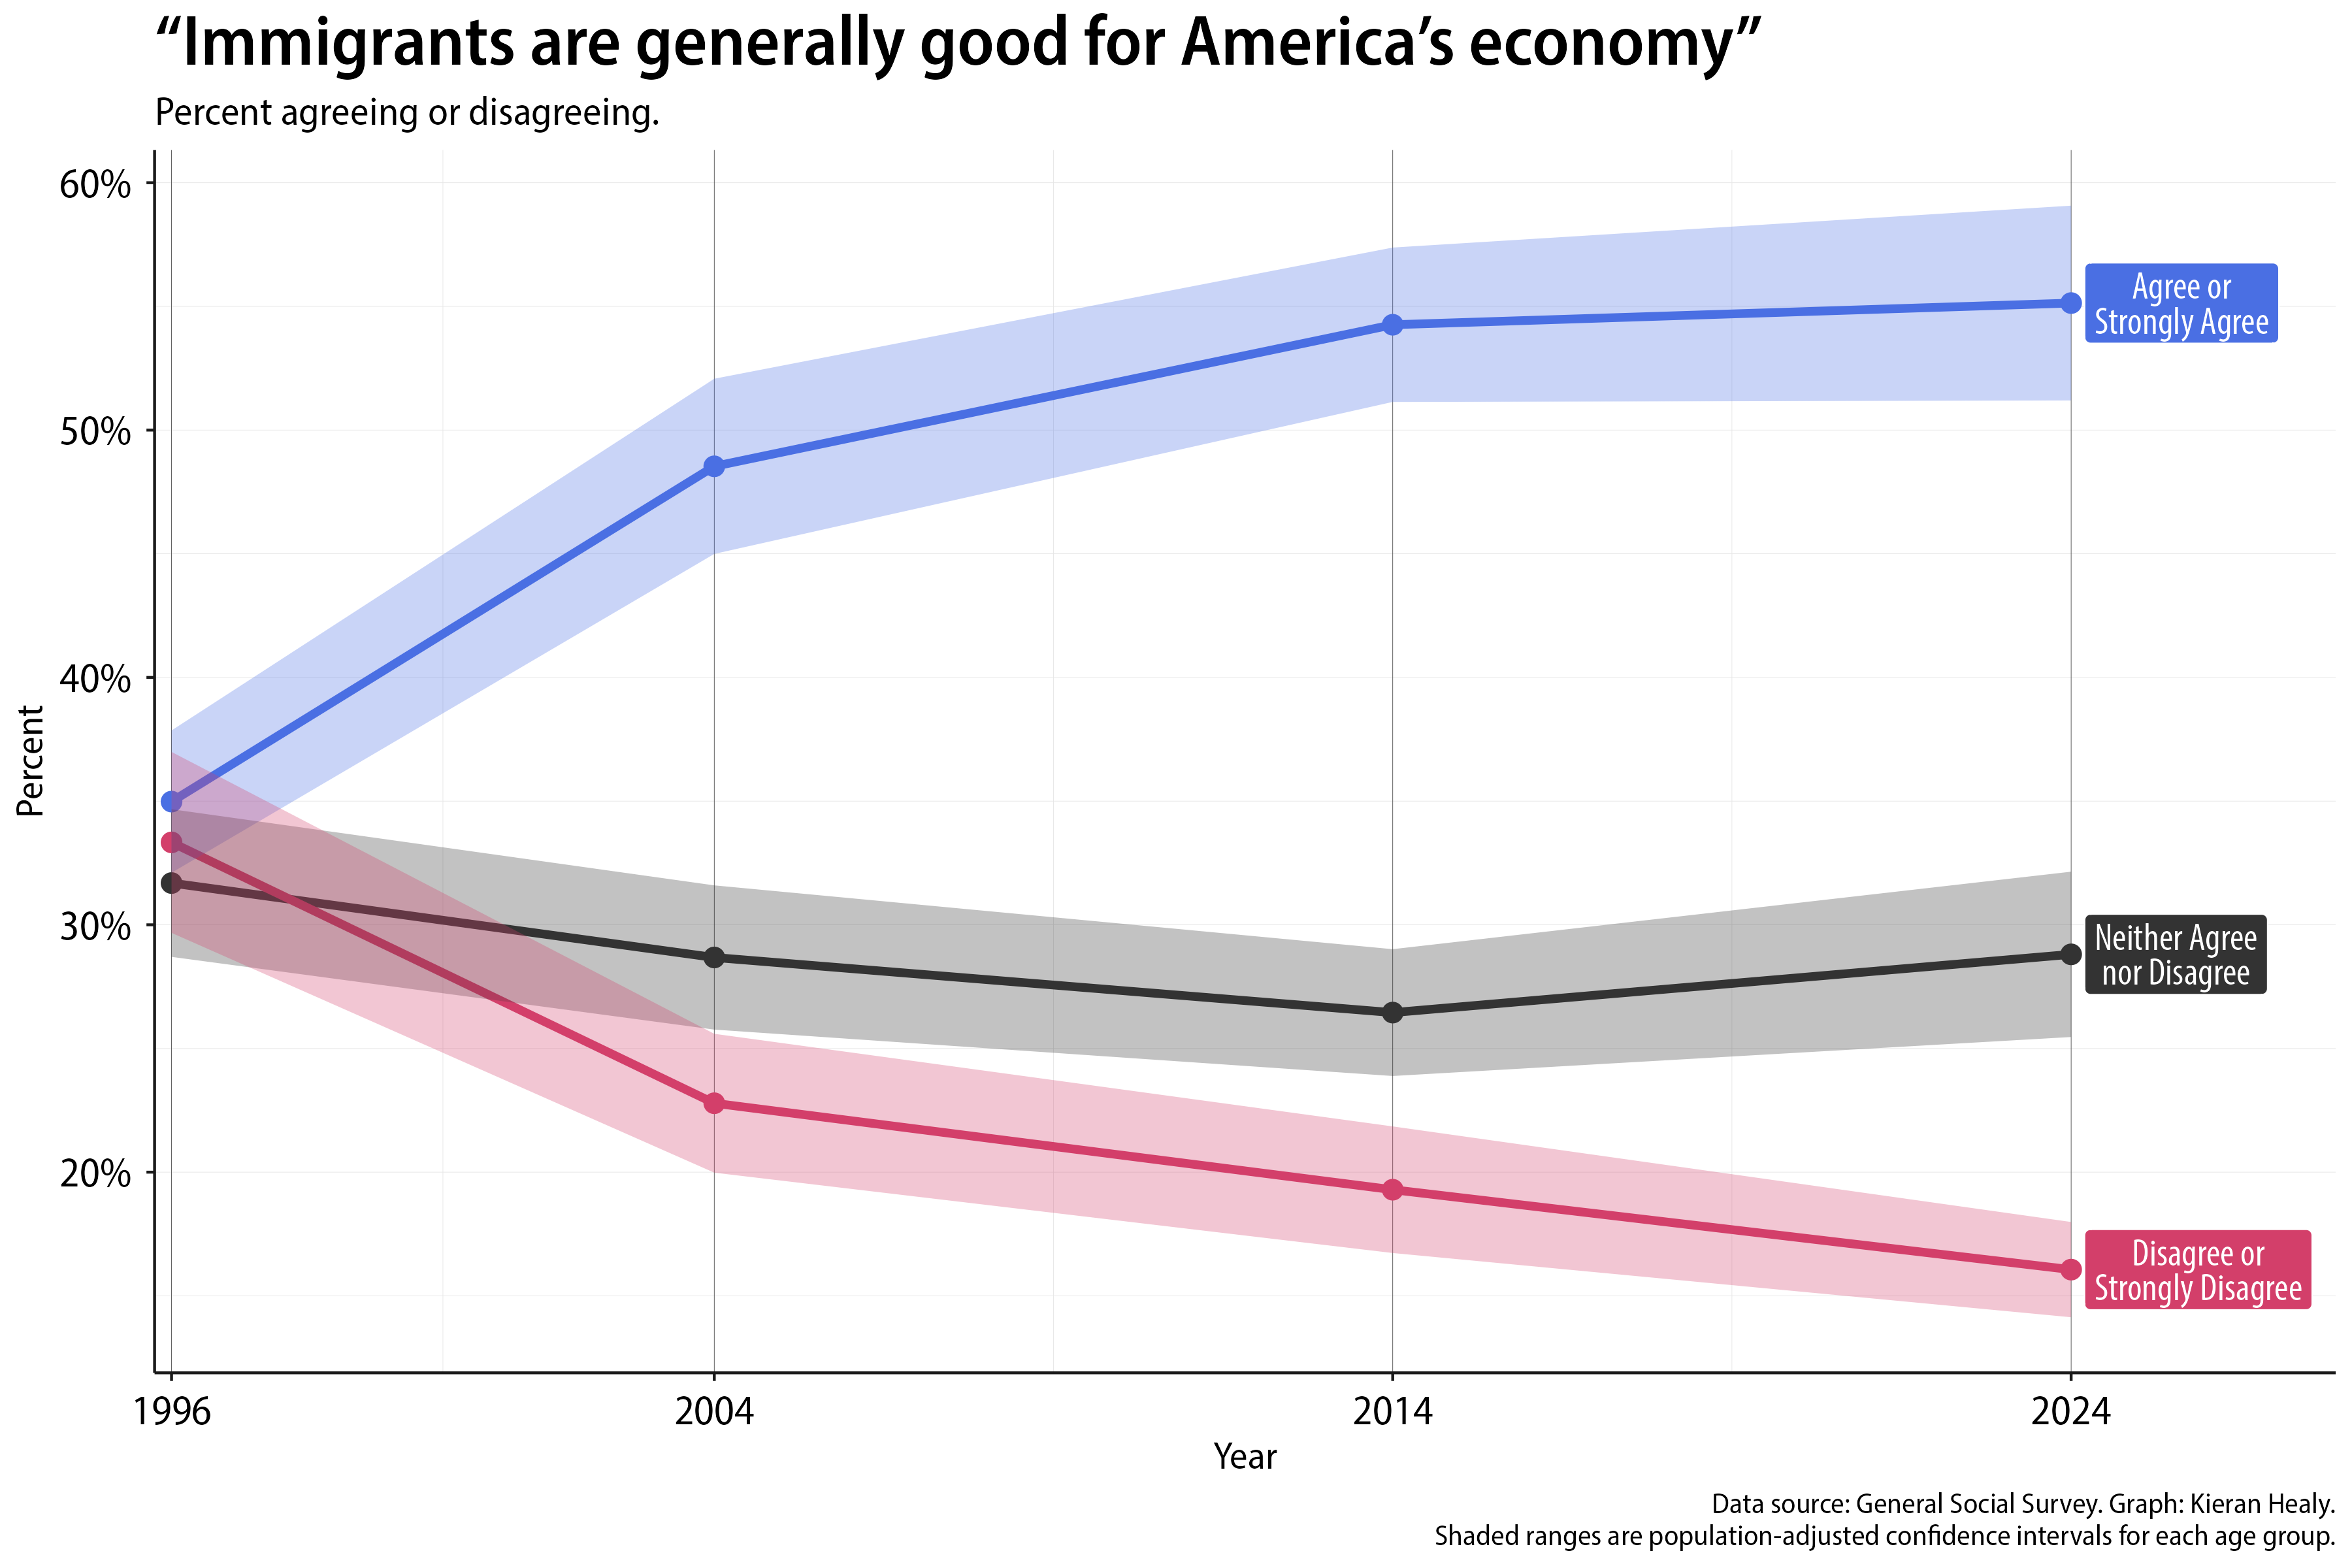 “Immigrants are generally good for America’s economy”
Percent agreeing or disagreeing.
60%
50%
40%
30%
20%
Percent
Agree or
Strongly Agree
Neither Agree
nor Disagree
Disagree or
Strongly Disagree
1996
2004
2014
2024
Year
Data source: General Social Survey. Graph: Kieran Healy.
Shaded ranges are population-adjusted confidence intervals for each age group.